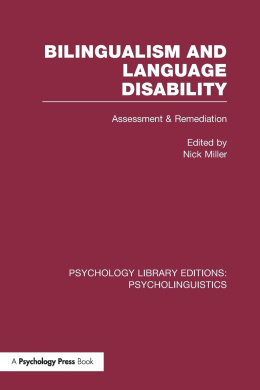 BILINGUALISM AND
LANGUAGE
DISABILITY
Assessment & Remediation
Edited by
Nick Miller
PSYCHOLOGY LIBRARY EDITIONS:
PSYCHOLINGUISTICS
A Psychology Press Book